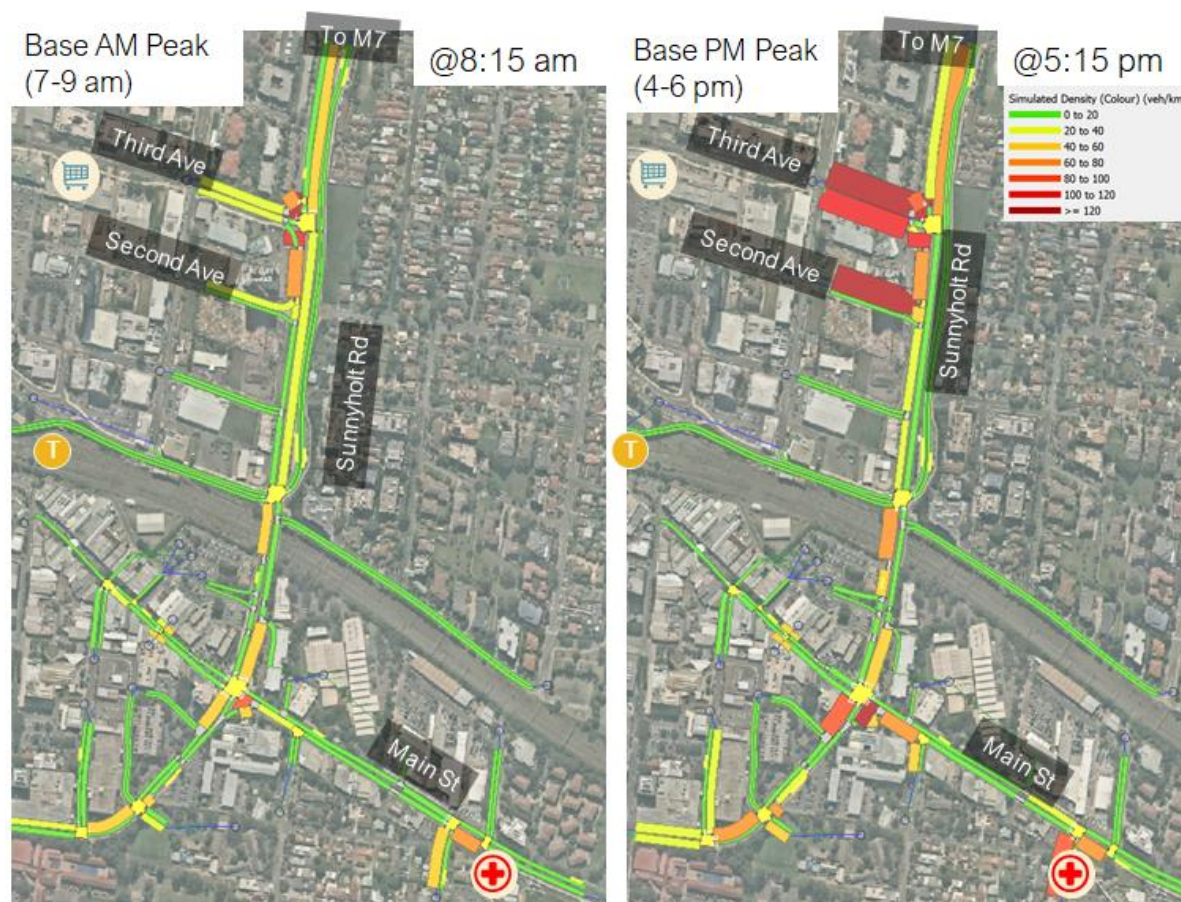 Base AM Peak
(7-9 am)
To M7
@8:15 am
Third Ave
Second Ave
Sunnyholt Rd
T
Main St
Base PM Peak
(4-6 pm)
To M7
@5:15 pm
Simulated Density (Colour) (veh/km
0 to 20
20 to 40
40 to 60
60 to 80
80 to 100
100 to 120
>= 120
Third Ave
Second Ave
Sunnyholt Rd
T
Main St